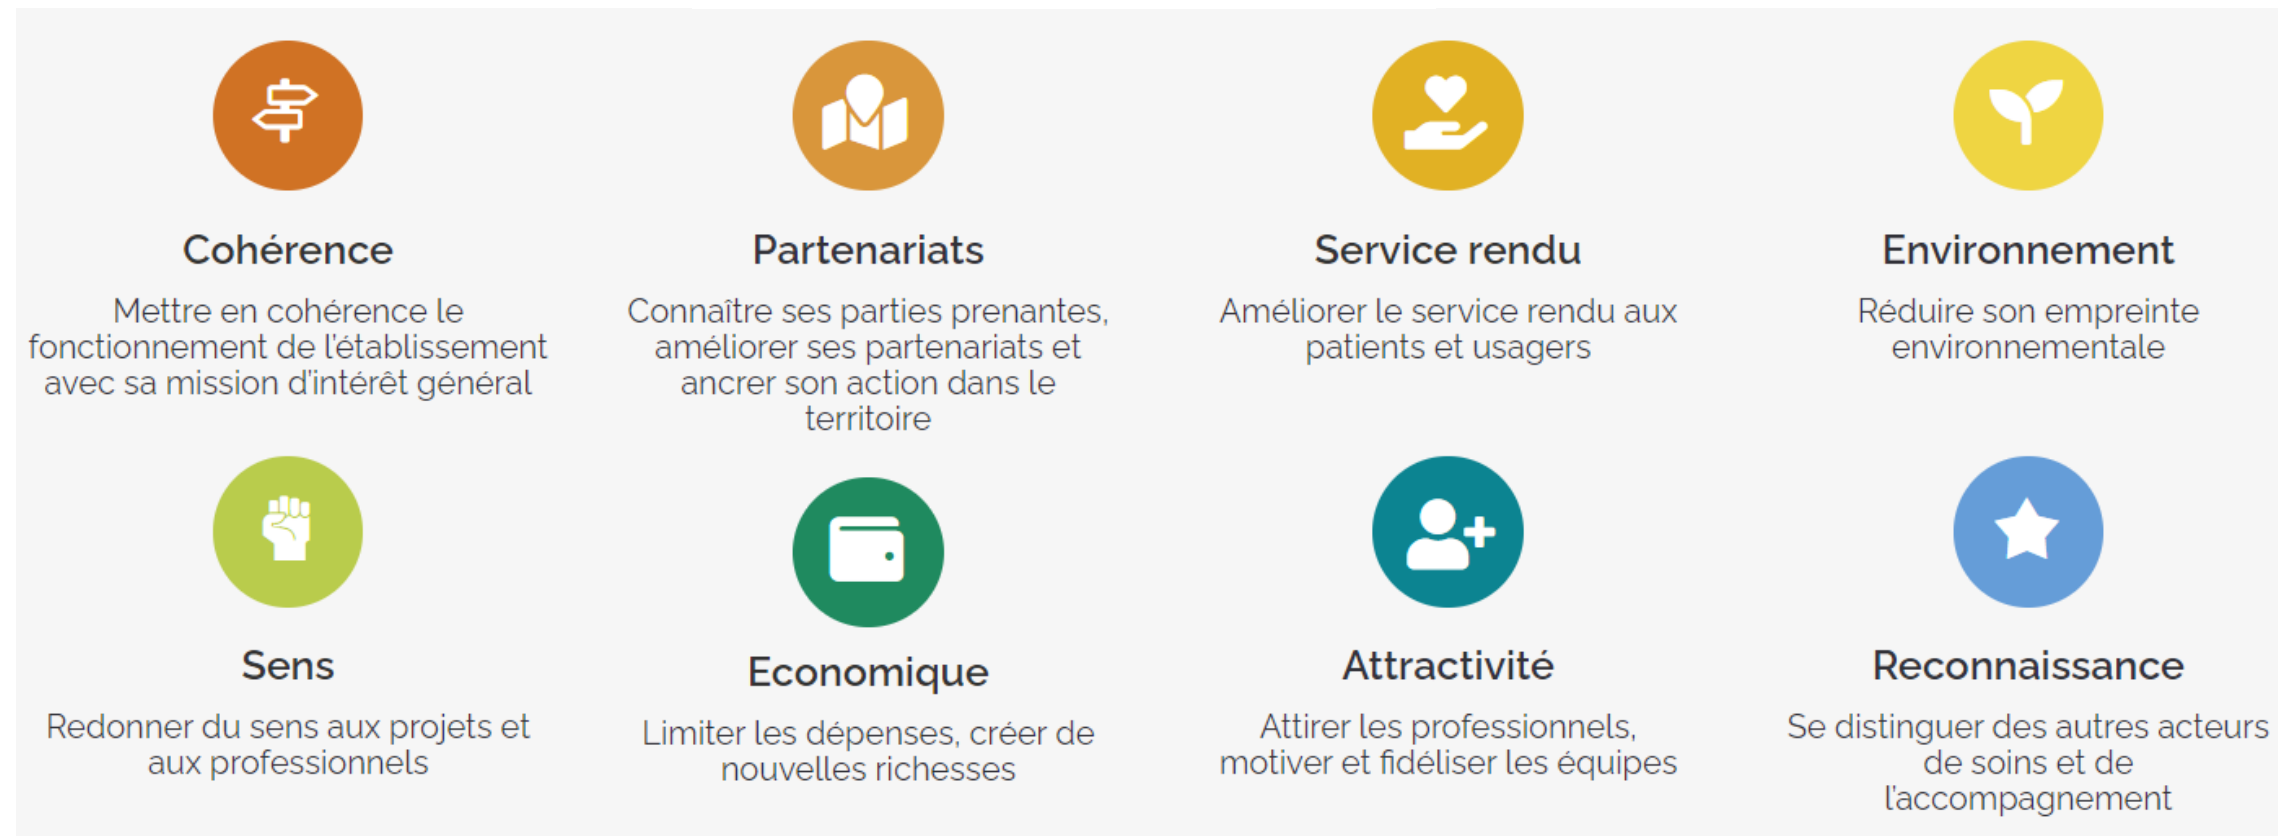 Cohérence
Mettre en cohérence le
fonctionnement de l'établissement
avec sa mission d'intérêt général
Partenariats
Connaître ses parties prenantes,
améliorer ses partenariats et
ancrer son action dans le
territoire
Service rendu
Améliorer le service rendu aux
patients et usagers
Environnement
Réduire son empreinte
environnementale
Sens
Redonner du sens aux projets et
aux professionnels
Economique
Limiter les dépenses, créer de
nouvelles richesses
Attractivité
Attirer les professionnels,
motiver et fidéliser les équipes
Reconnaissance
Se distinguer des autres acteurs
de soins et de
l'accompagnement